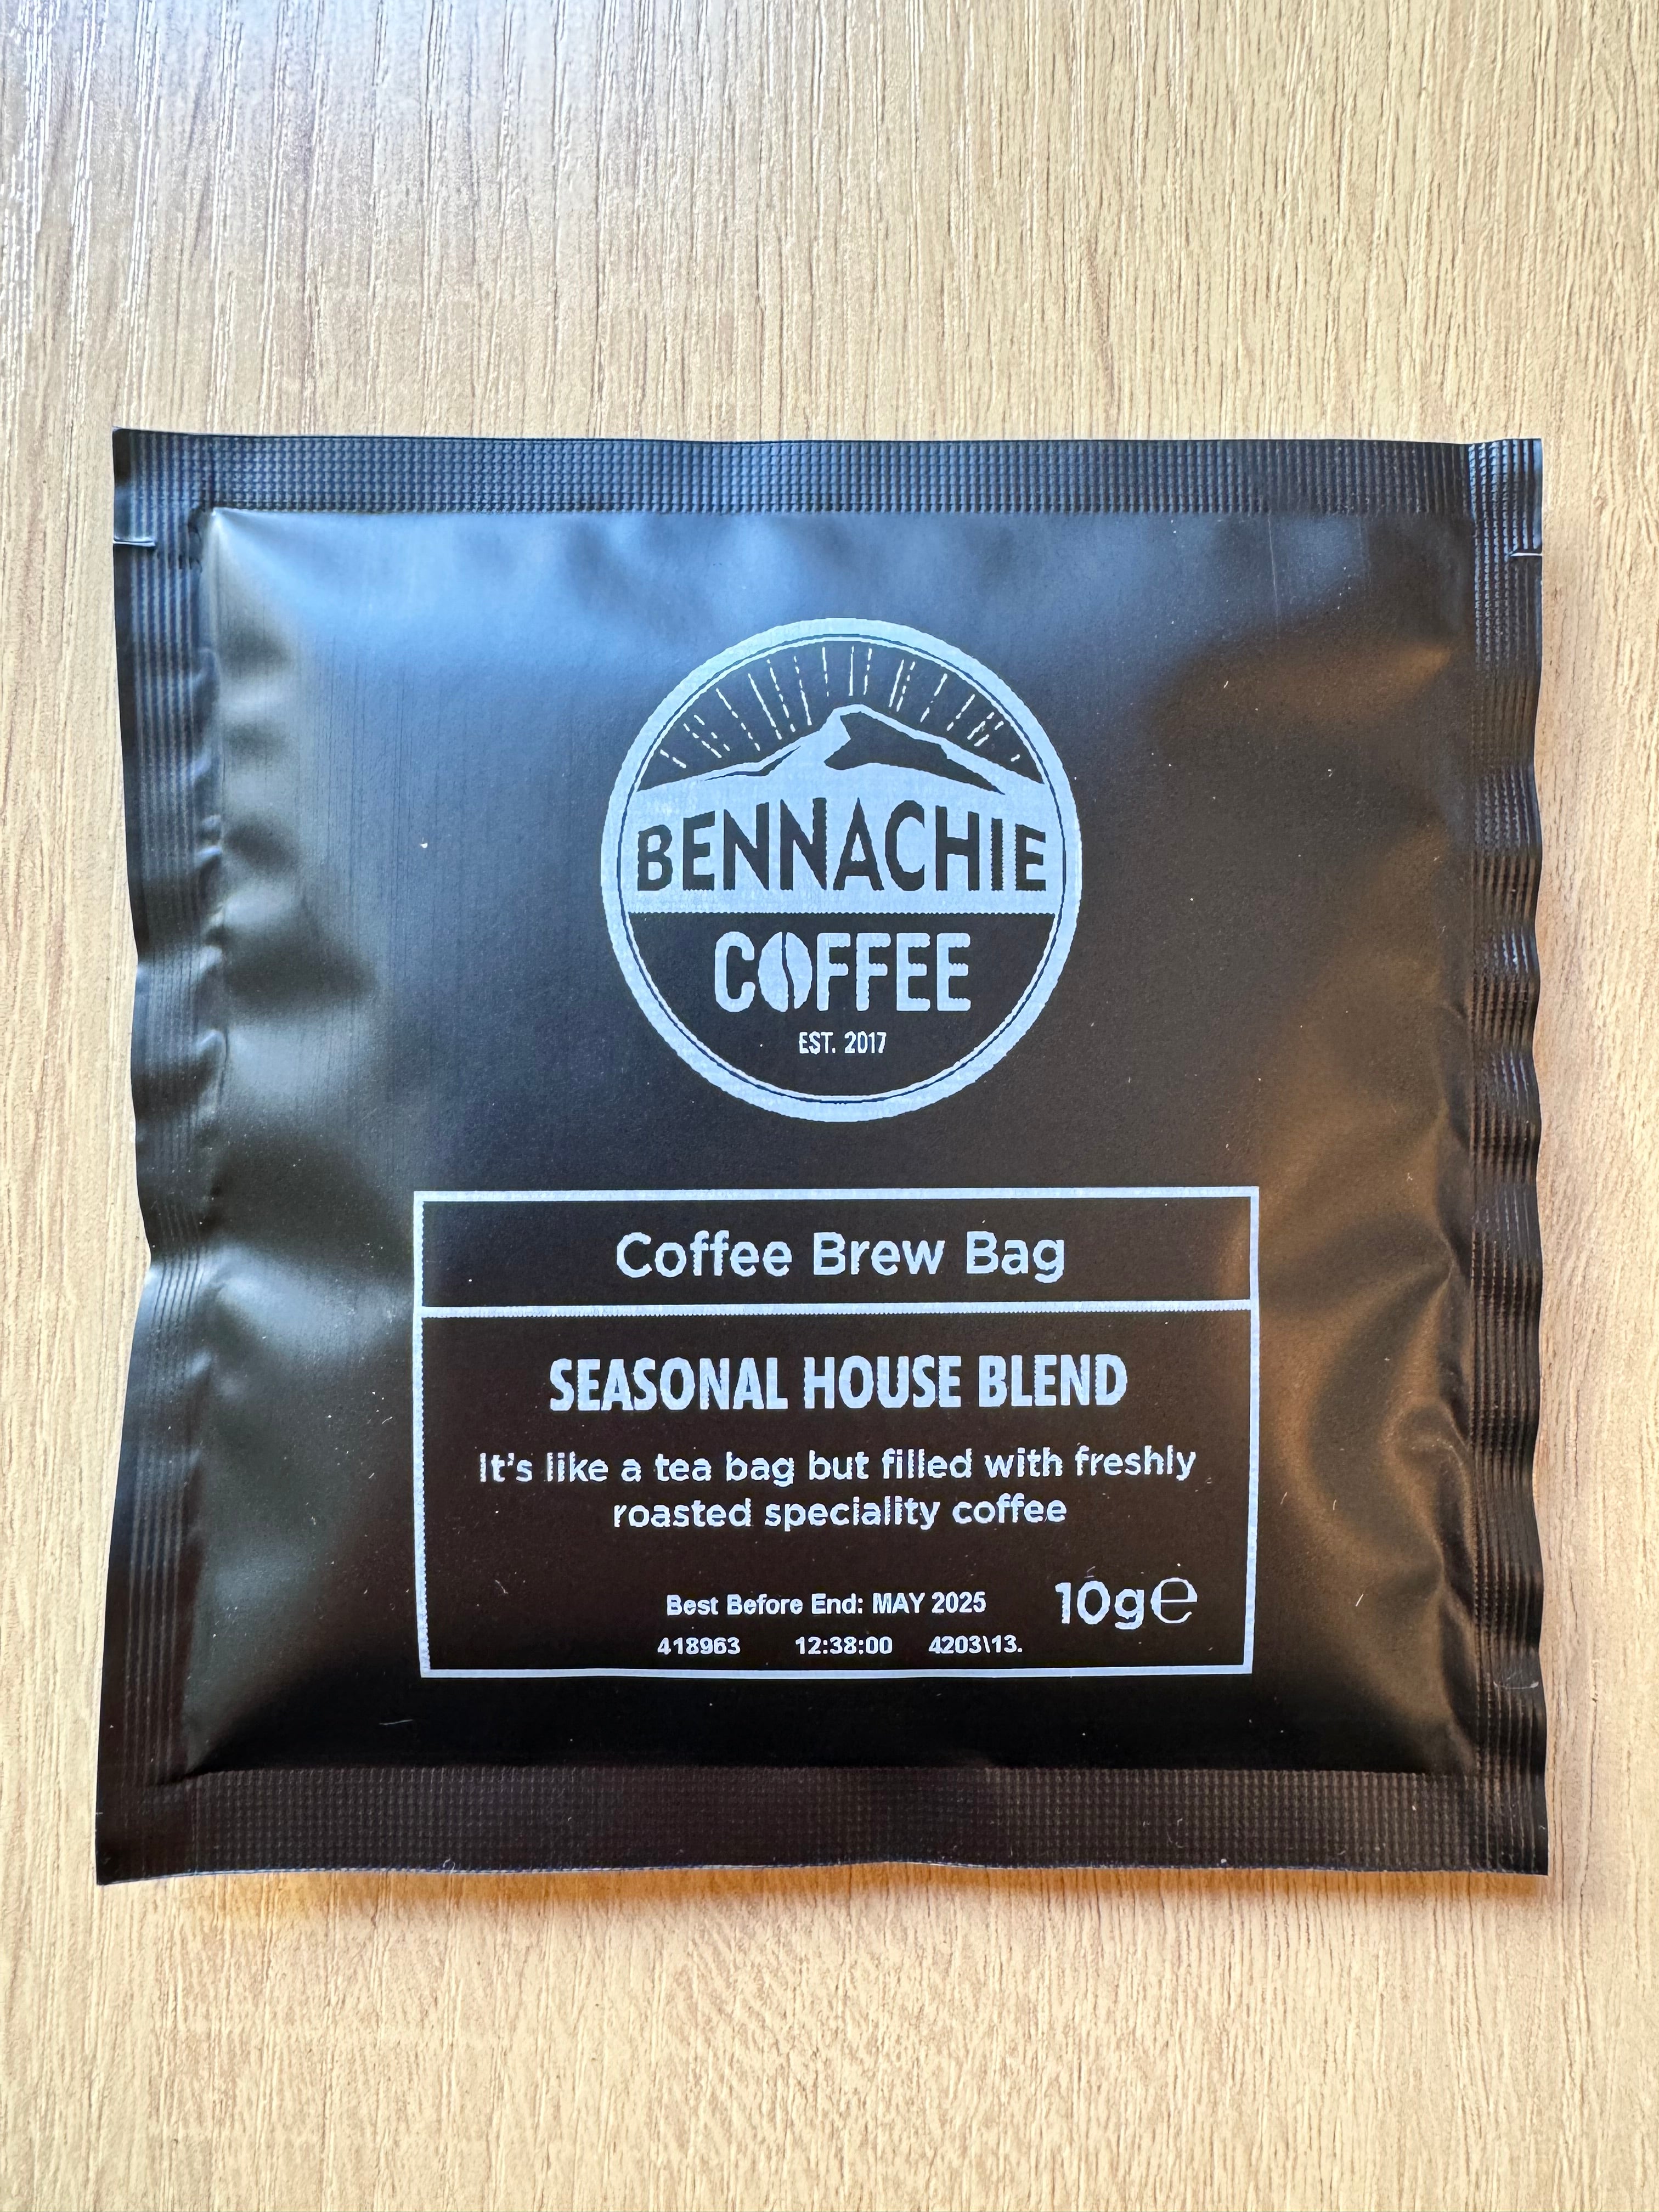 BENNACHIE
COFFEE
EST. 2017
Coffee Brew Bag
SEASONAL HOUSE BLEND
It's like a tea bag but filled with freshly
roasted speciality coffee
Best Before End: MAY 2025 10g℮
418963 12:38:00 4203\13.